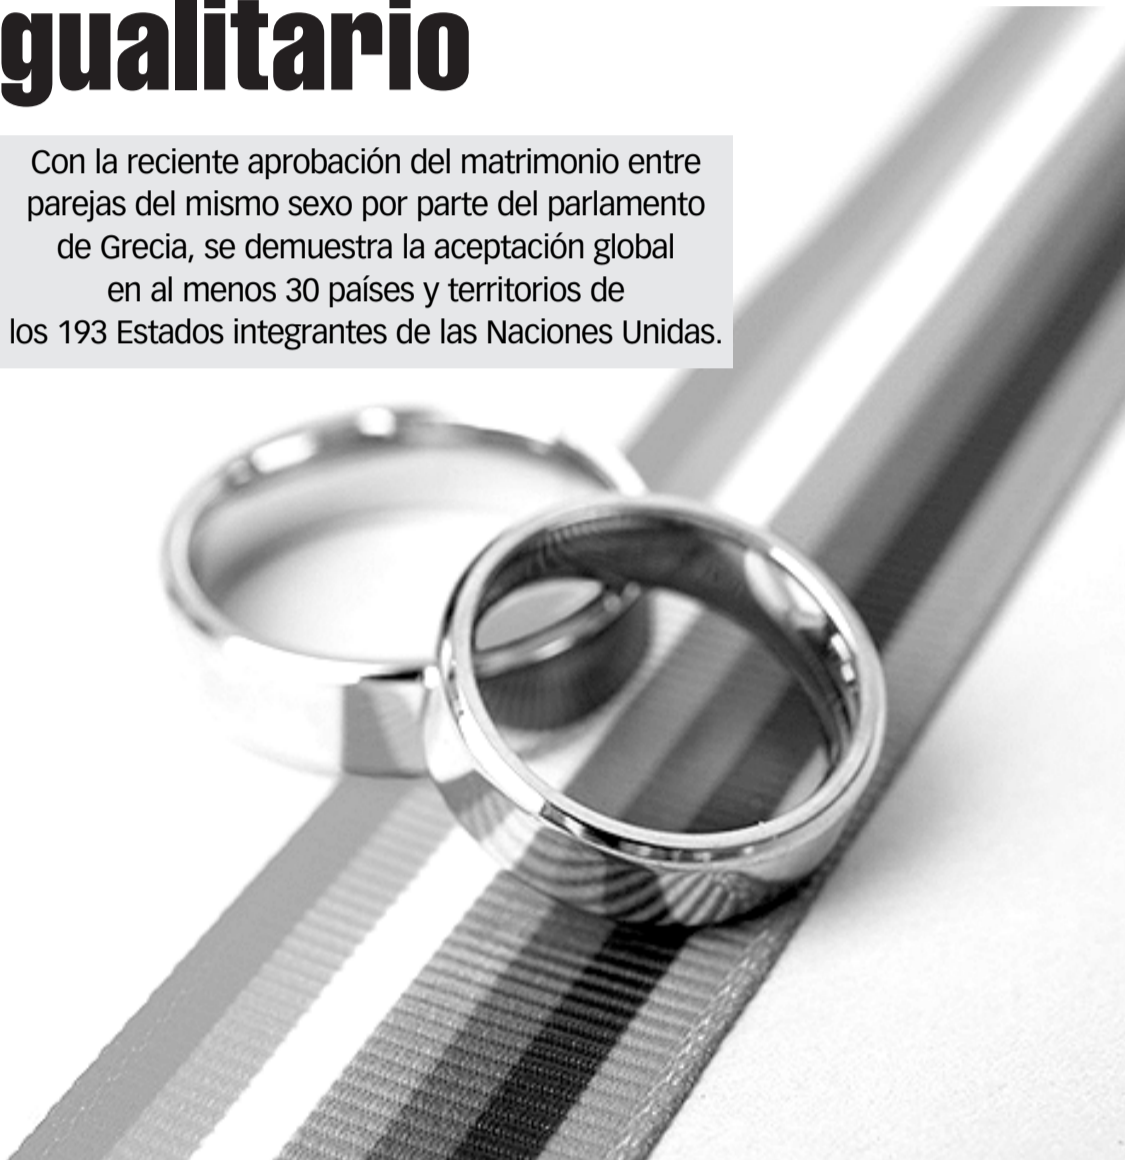 gualitario
Con la reciente aprobación del matrimonio entre
parejas del mismo sexo por parte del parlamento
de Grecia, se demuestra la aceptación global
en al menos 30 países y territorios de
los 193 Estados integrantes de las Naciones Unidas.